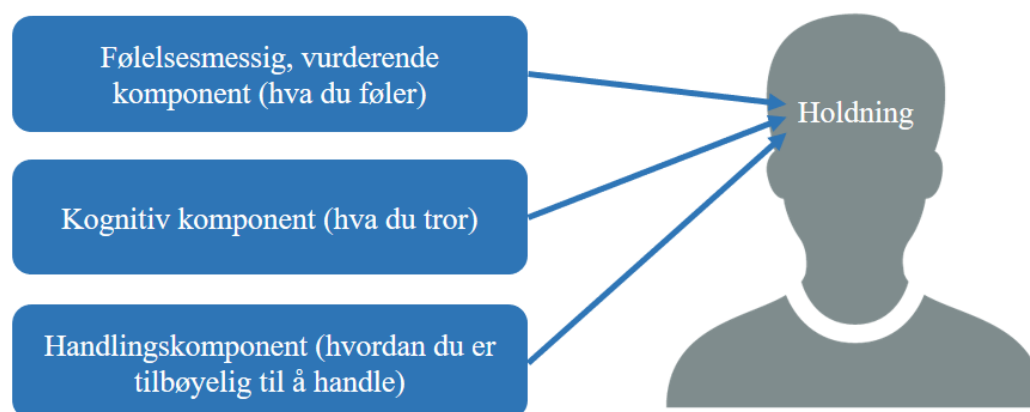 Følelsesmessig, vurderende
komponent (hva du føler)
Holdning
Kognitiv komponent (hva du tror)
Handlingskomponent (hvordan du er
tilbøyelig til å handle)